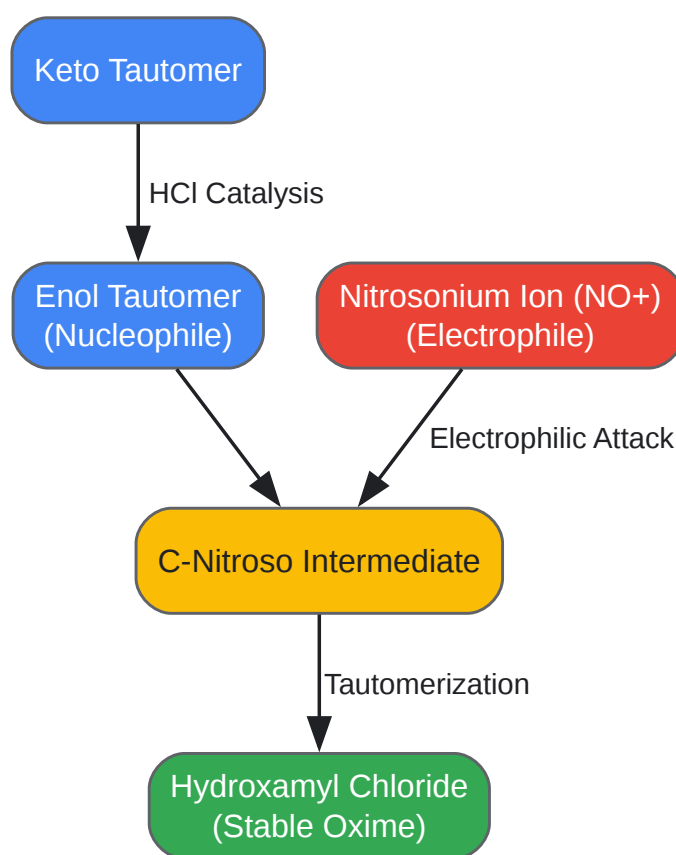 Keto Tautomer
HCl Catalysis
Enol Tautomer
(Nucleophile)
Nitrosonium Ion (NO+)
(Electrophile)
Electrophilic Attack
C-Nitroso Intermediate
Tautomerization
Hydroxamyl Chloride
(Stable Oxime)